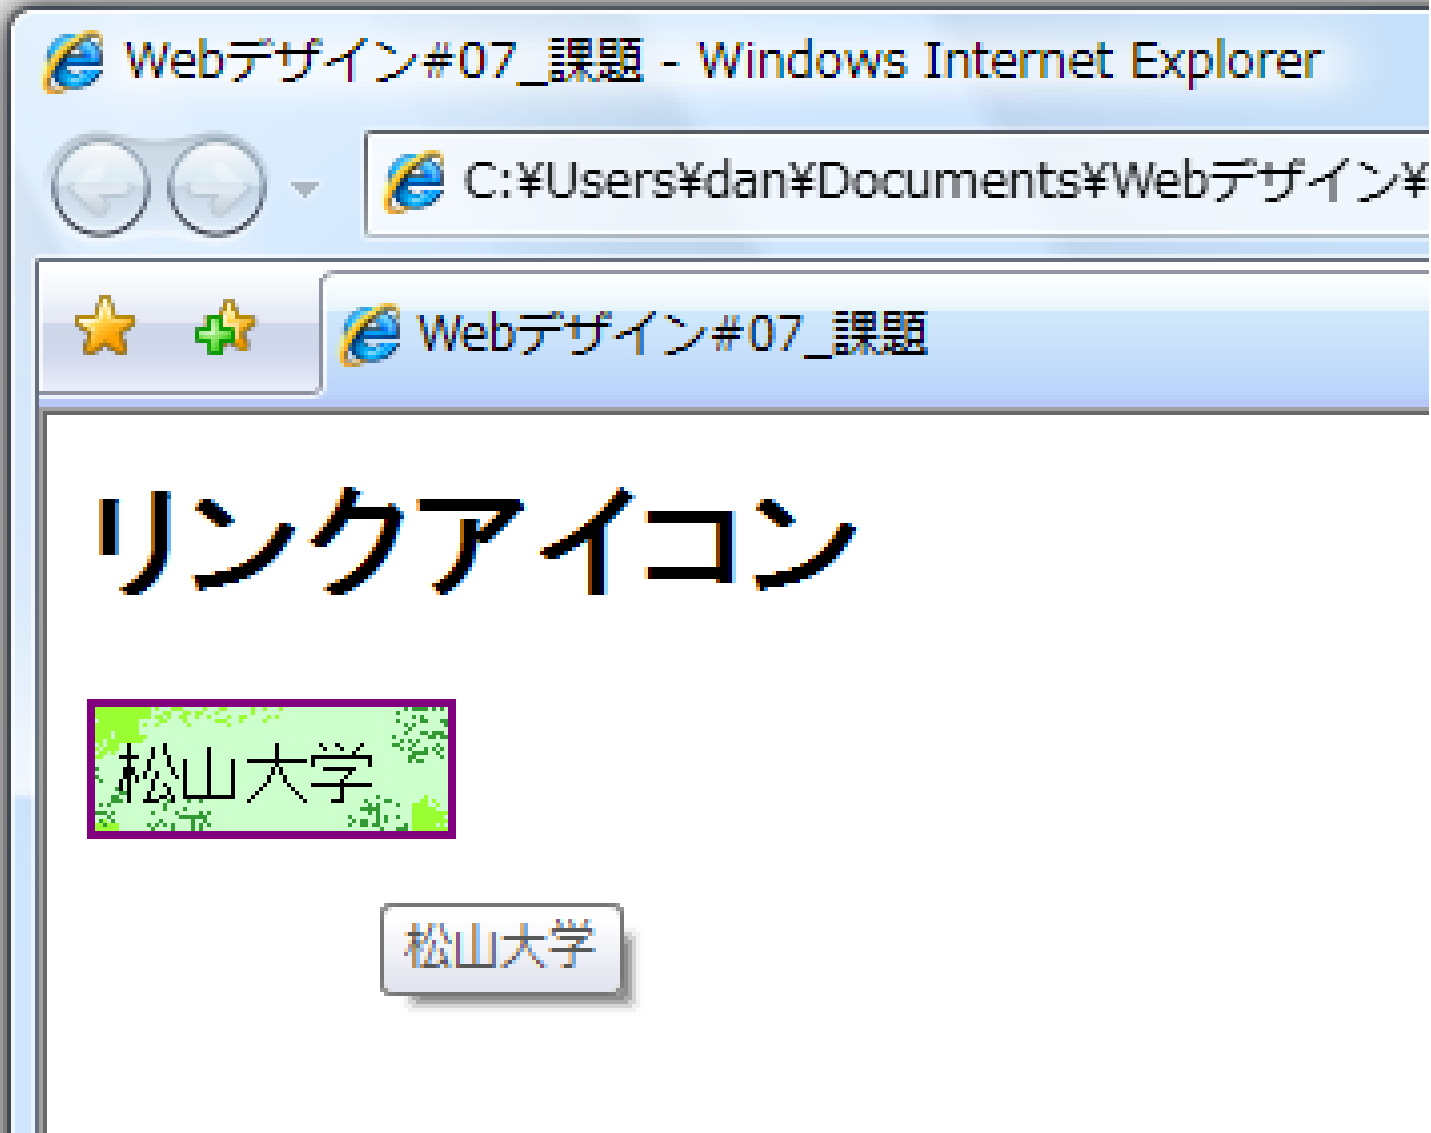 Webデザイン#07_課題 - Windows Internet Explorer
C:¥Users¥dan¥Documents¥Webデザイン¥
Webデザイン#07_課題
リンクアイコン
松山大学
松山大学